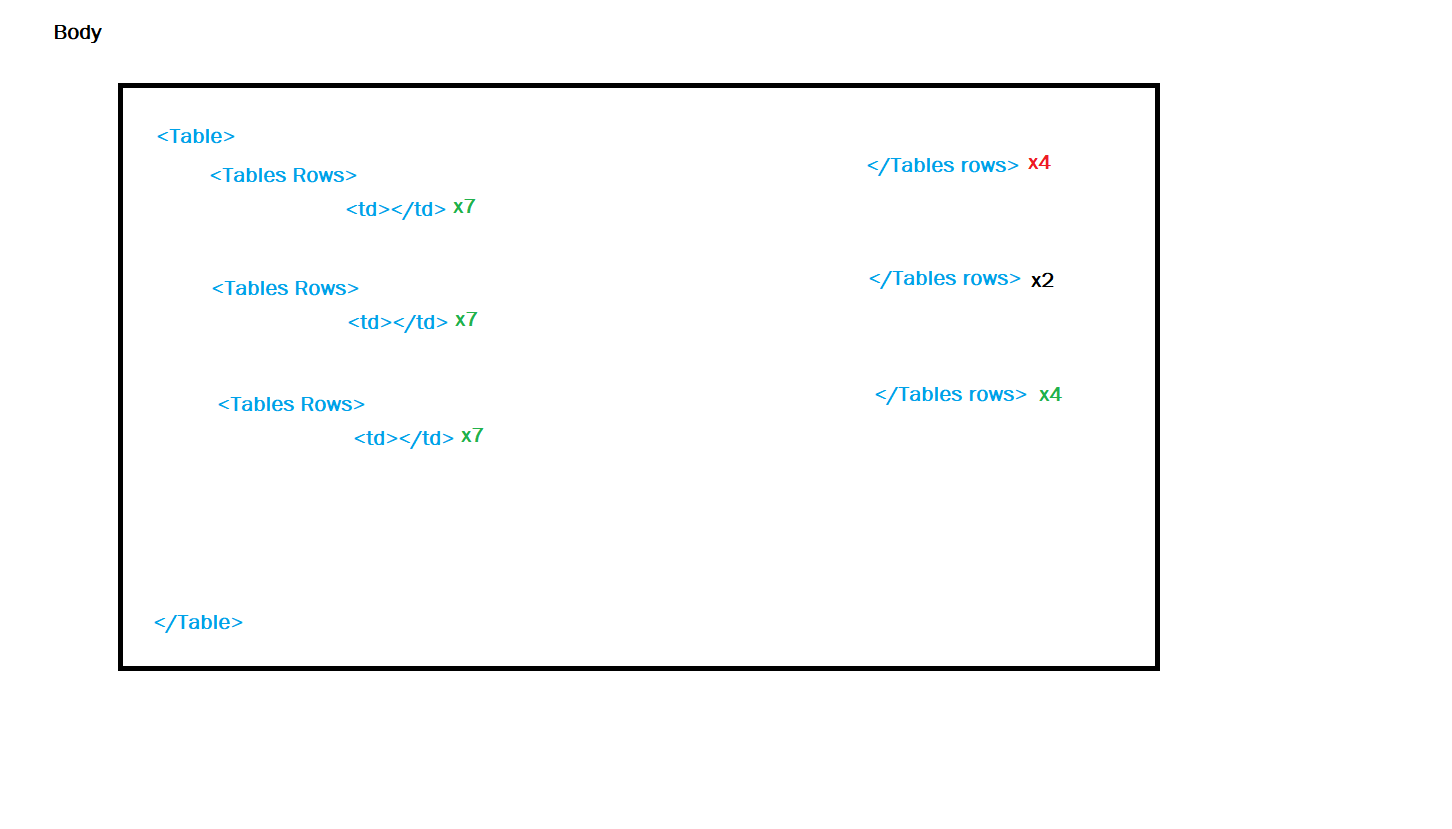 Body
<Table>
<Tables Rows> </Tables rows> x4
<td></td> x7
<Tables Rows> </Tables rows> x2
<td></td> x7
<Tables Rows> </Tables rows> x4
<td></td> x7
</Table>